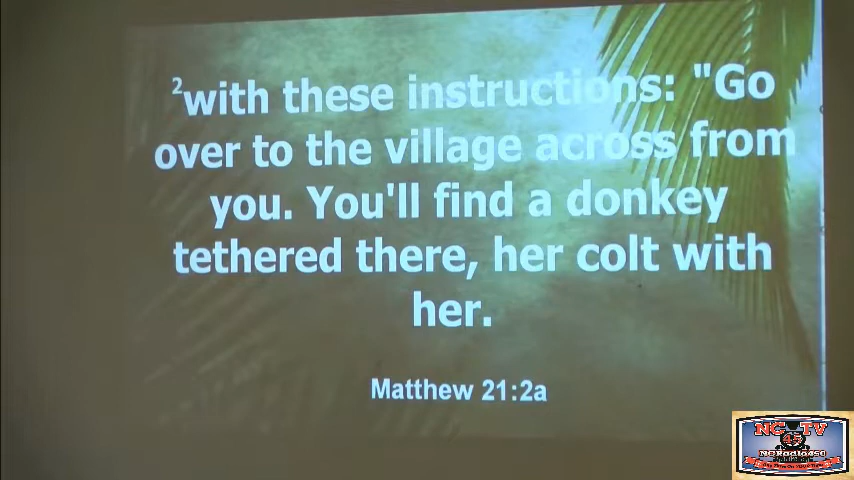 2with these instructions: "Go
over to the village across from
you. You'll find a donkey
tethered there, her colt with
her.
Matthew 21:2a
NC TV
45
NCRadio450